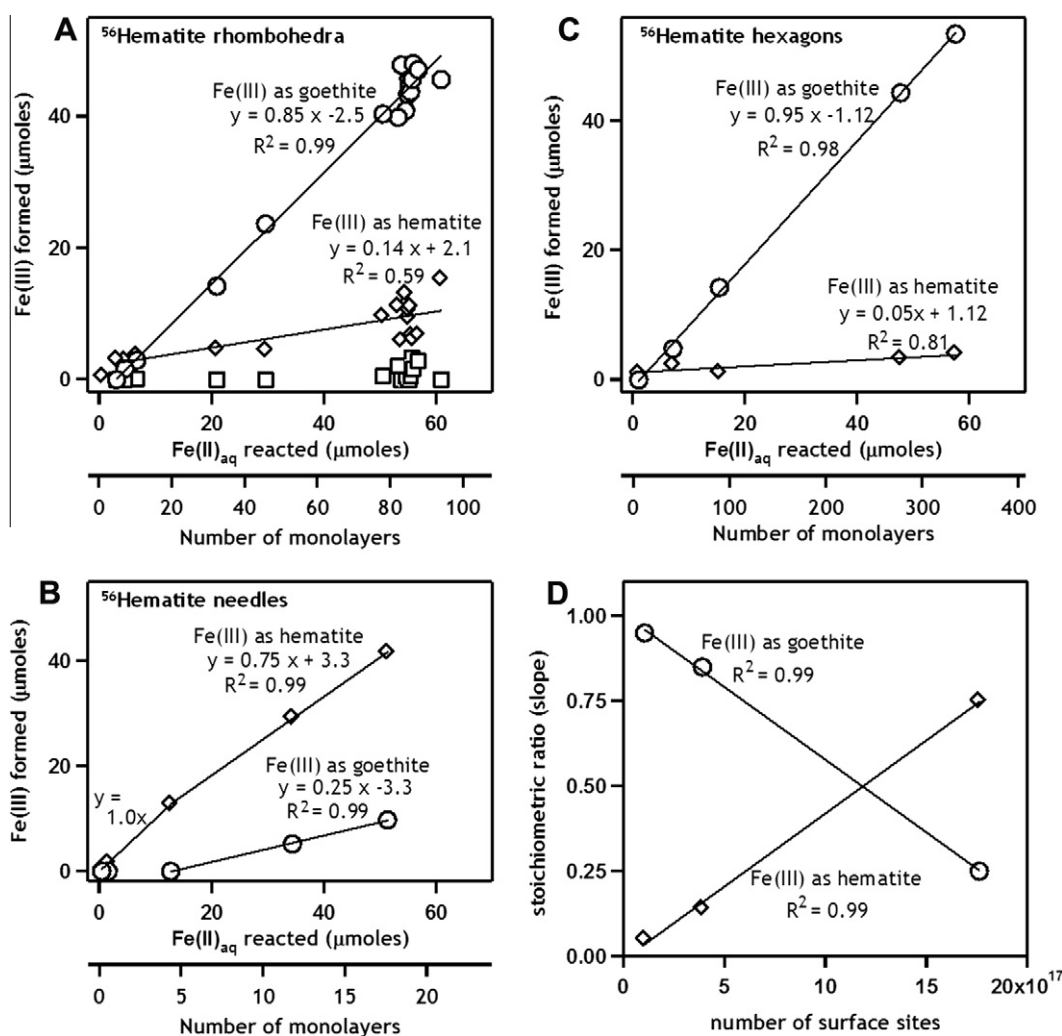 A
⁵⁶Hematite rhombohedra
Fe(III) formed (μmoles)
40
20
0
Fe(III) as goethite
y = 0.85 x -2.5
R² = 0.99
Fe(III) as hematite
y = 0.14 x + 2.1
R² = 0.59
0 20 40 60
Fe(II)aq reacted (μmoles)
0 20 40 60 80 100
Number of monolayers
C
⁵⁶Hematite hexagons
Fe(III) formed (μmoles)
40
20
0
Fe(III) as goethite
y = 0.95 x -1.12
R² = 0.98
Fe(III) as hematite
y = 0.05x + 1.12
R² = 0.81
0 20 40 60
Fe(II)aq reacted (μmoles)
0 100 200 300 400
Number of monolayers
B
⁵⁶Hematite needles
Fe(III) formed (μmoles)
40
20
0
Fe(III) as hematite
y = 0.75 x + 3.3
R² = 0.99
Fe(III) as goethite
y = 0.25 x -3.3
R² = 0.99
y =
1.0x
0 20 40 60
Fe(II)aq reacted (μmoles)
0 5 10 15 20
Number of monolayers
D
stoichiometric ratio (slope)
1.00
0.75
0.50
0.25
0.00
Fe(III) as goethite
R² = 0.99
Fe(III) as hematite
R² = 0.99
0 5 10 15 20x10¹⁷
number of surface sites